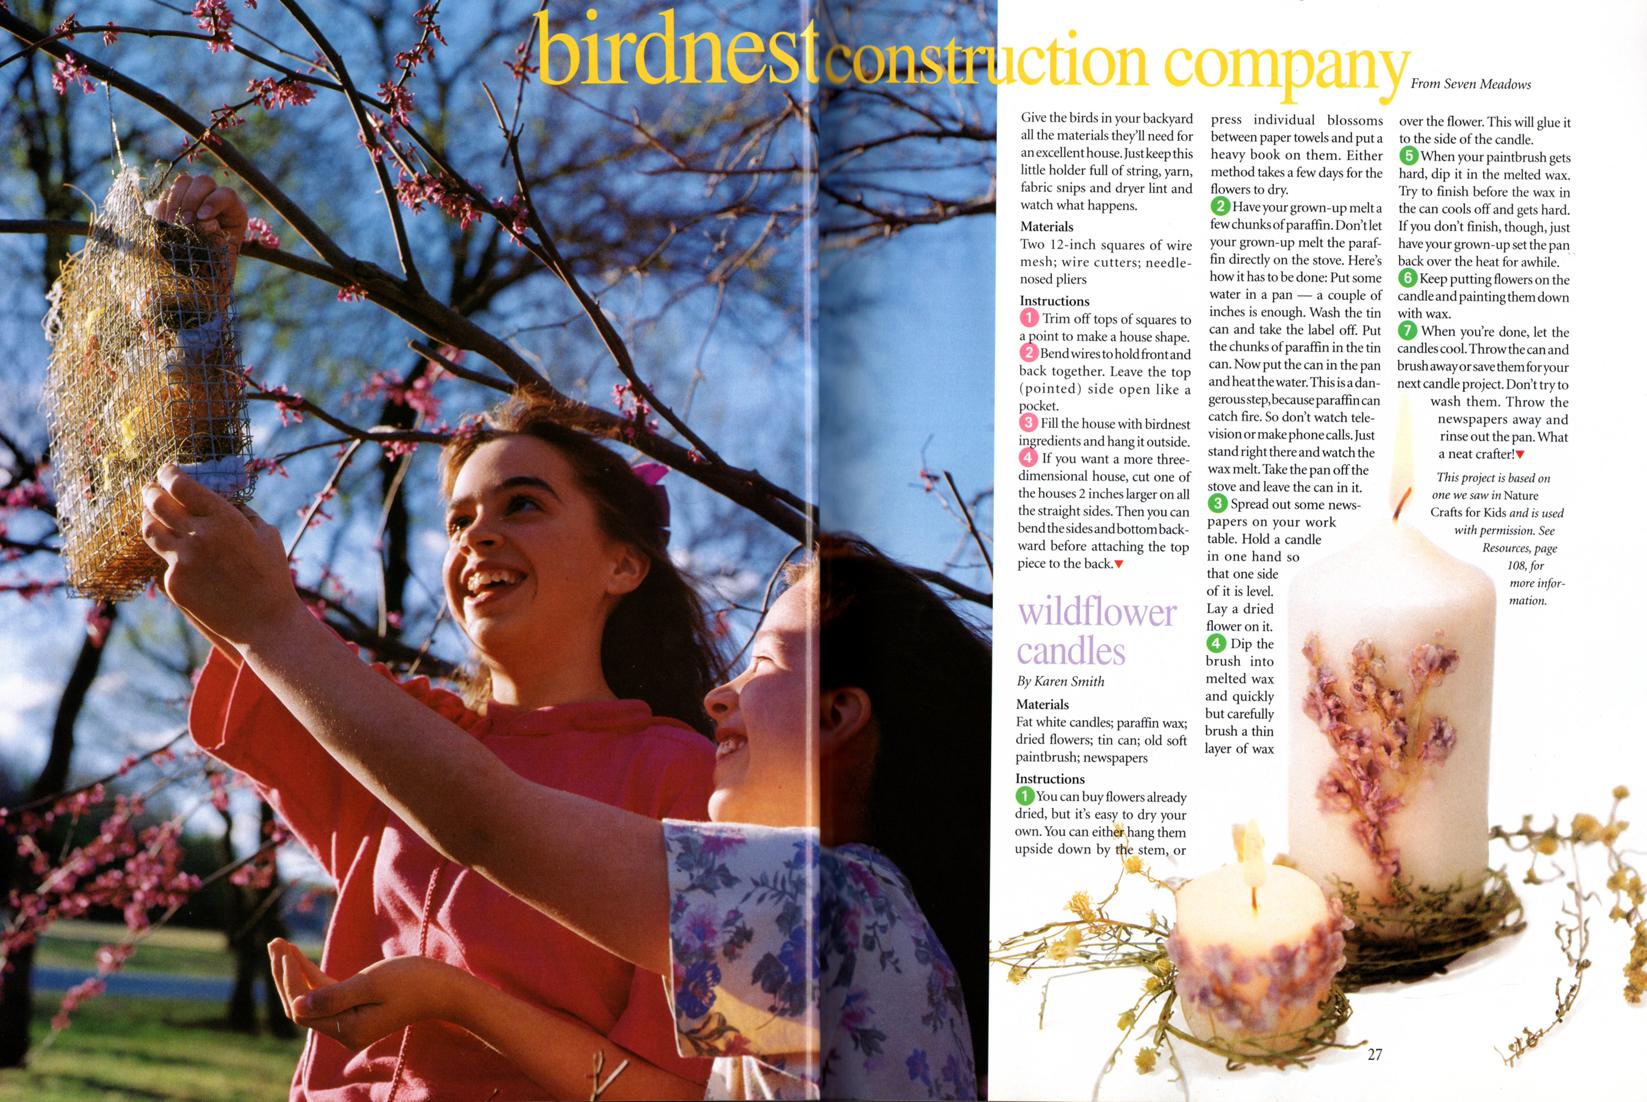 birdnest construction company
From Seven Meadows
Give the birds in your backyard
all the materials they'll need for
an excellent house. Just keep this
little holder full of string, yarn,
fabric snips and dryer lint and
watch what happens.
Materials
Two 12-inch squares of wire
mesh; wire cutters; needle-
nosed pliers
Instructions
1 Trim off tops of squares to
a point to make a house shape.
2 Bend wires to hold front and
back together. Leave the top
(pointed) side open like a
pocket.
3 Fill the house with birdnest
ingredients and hang it outside.
4 If you want a more three-
dimensional house, cut one of
the houses 2 inches larger on all
the straight sides. Then you can
bend the sides and bottom back-
ward before attaching the top
piece to the back.
wildflower
candles
By Karen Smith
Materials
Fat white candles; paraffin wax;
dried flowers; tin can; old soft
paintbrush; newspapers
Instructions
1 You can buy flowers already
dried, but it's easy to dry your
own. You can either hang them
upside down by the stem, or
press individual blossoms
between paper towels and put a
heavy book on them. Either
method takes a few days for the
flowers to dry.
2 Have your grown-up melt a
few chunks of paraffin. Don't let
your grown-up melt the paraf-
fin directly on the stove. Here's
how it has to be done: Put some
water in a pan — a couple of
inches is enough. Wash the tin
can and take the label off. Put
the chunks of paraffin in the tin
can. Now put the can in the pan
and heat the water. This is a dan-
gerous step, because paraffin can
catch fire. So don't watch tele-
vision or make phone calls. Just
stand right there and watch the
wax melt. Take the pan off the
stove and leave the can in it.
3 Spread out some news-
papers on your work
table. Hold a candle
in one hand so
that one side
of it is level.
Lay a dried
flower on it.
4 Dip the
brush into
melted wax
and quickly
but carefully
brush a thin
layer of wax
over the flower. This will glue it
to the side of the candle.
5 When your paintbrush gets
hard, dip it in the melted wax.
Try to finish before the wax in
the can cools off and gets hard.
If you don't finish, though, just
have your grown-up set the pan
back over the heat for awhile.
6 Keep putting flowers on the
candle and painting them down
with wax.
7 When you're done, let the
candles cool. Throw the can and
brush away or save them for your
next candle project. Don't try to
wash them. Throw the
newspapers away and
rinse out the pan. What
a neat crafter!
This project is based on
one we saw in Nature
Crafts for Kids and is used
with permission. See
Resources, page
108, for
more infor-
mation.
27